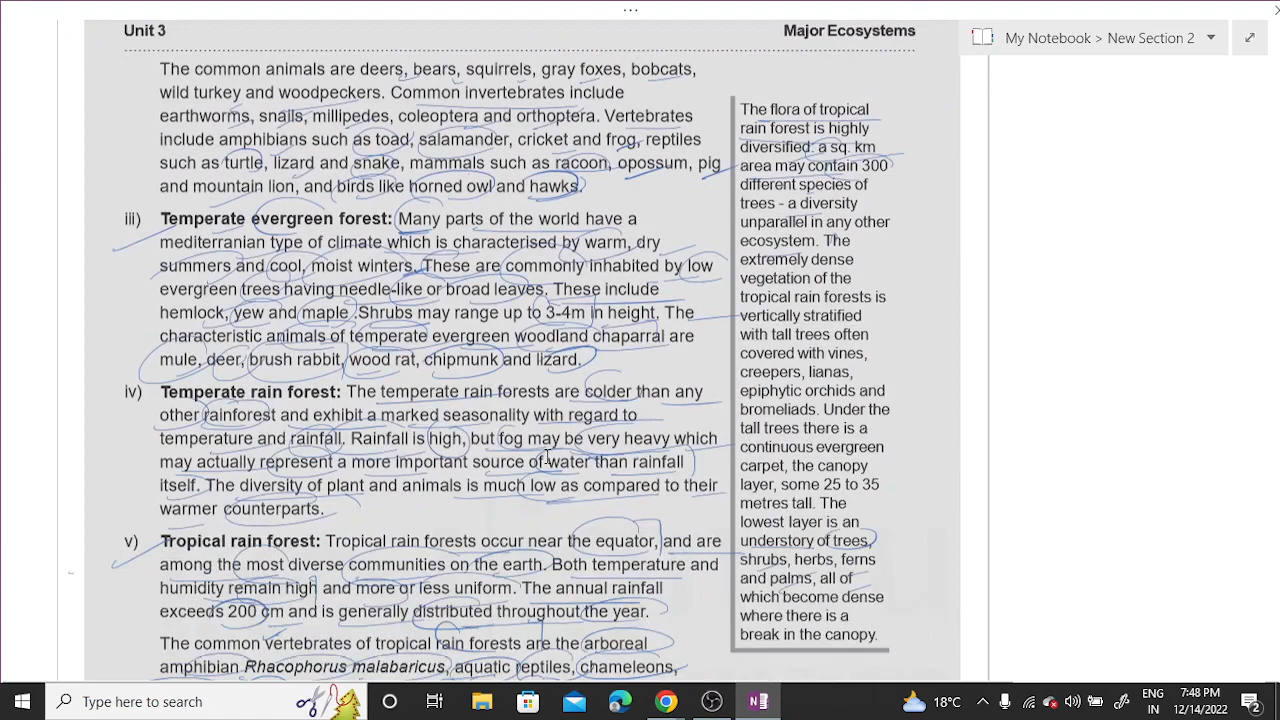 ...
Unit 3
Major Ecosystems
My Notebook > New Section 2
The common animals are deers, bears, squirrels, gray foxes, bobcats,
wild turkey and woodpeckers. Common invertebrates include
earthworms, snails, millipedes, coleoptera and orthoptera. Vertebrates
include amphibians such as toad, salamander, cricket and frog, reptiles
such as turtle, lizard and snake, mammals such as racoon, opossum, pig
and mountain lion, and birds like horned owl and hawks.
iii) Temperate evergreen forest: Many parts of the world have a
mediterranian type of climate which is characterised by warm, dry
summers and cool, moist winters. These are commonly inhabited by low
evergreen trees having needle-like or broad leaves. These include
hemlock, yew and maple .Shrubs may range up to 3-4m in height. The
characteristic animals of temperate evergreen woodland chaparral are
mule, deer, brush rabbit, wood rat, chipmunk and lizard.
iv) Temperate rain forest: The temperate rain forests are colder than any
other rainforest and exhibit a marked seasonality with regard to
temperature and rainfall. Rainfall is high, but fog may be very heavy which
may actually represent a more important source of water than rainfall
itself. The diversity of plant and animals is much low as compared to their
warmer counterparts.
v) Tropical rain forest: Tropical rain forests occur near the equator, and are
among the most diverse communities on the earth. Both temperature and
humidity remain high and more or less uniform. The annual rainfall
exceeds 200 cm and is generally distributed throughout the year.
The common vertebrates of tropical rain forests are the arboreal
amphibian Rhacophorus malabaricus, aquatic reptiles, chameleons,
The flora of tropical
rain forest is highly
diversified: a sq. km
area may contain 300
different species of
trees - a diversity
unparallel in any other
ecosystem. The
extremely dense
vegetation of the
tropical rain forests is
vertically stratified
with tall trees often
covered with vines,
creepers, lianas,
epiphytic orchids and
bromeliads. Under the
tall trees there is a
continuous evergreen
carpet, the canopy
layer, some 25 to 35
metres tall. The
lowest layer is an
understory of trees,
shrubs, herbs, ferns
and palms, all of
which become dense
where there is a
break in the canopy.
Type here to search
18°C
ENG
IN
7:48 PM
12/14/2022
2